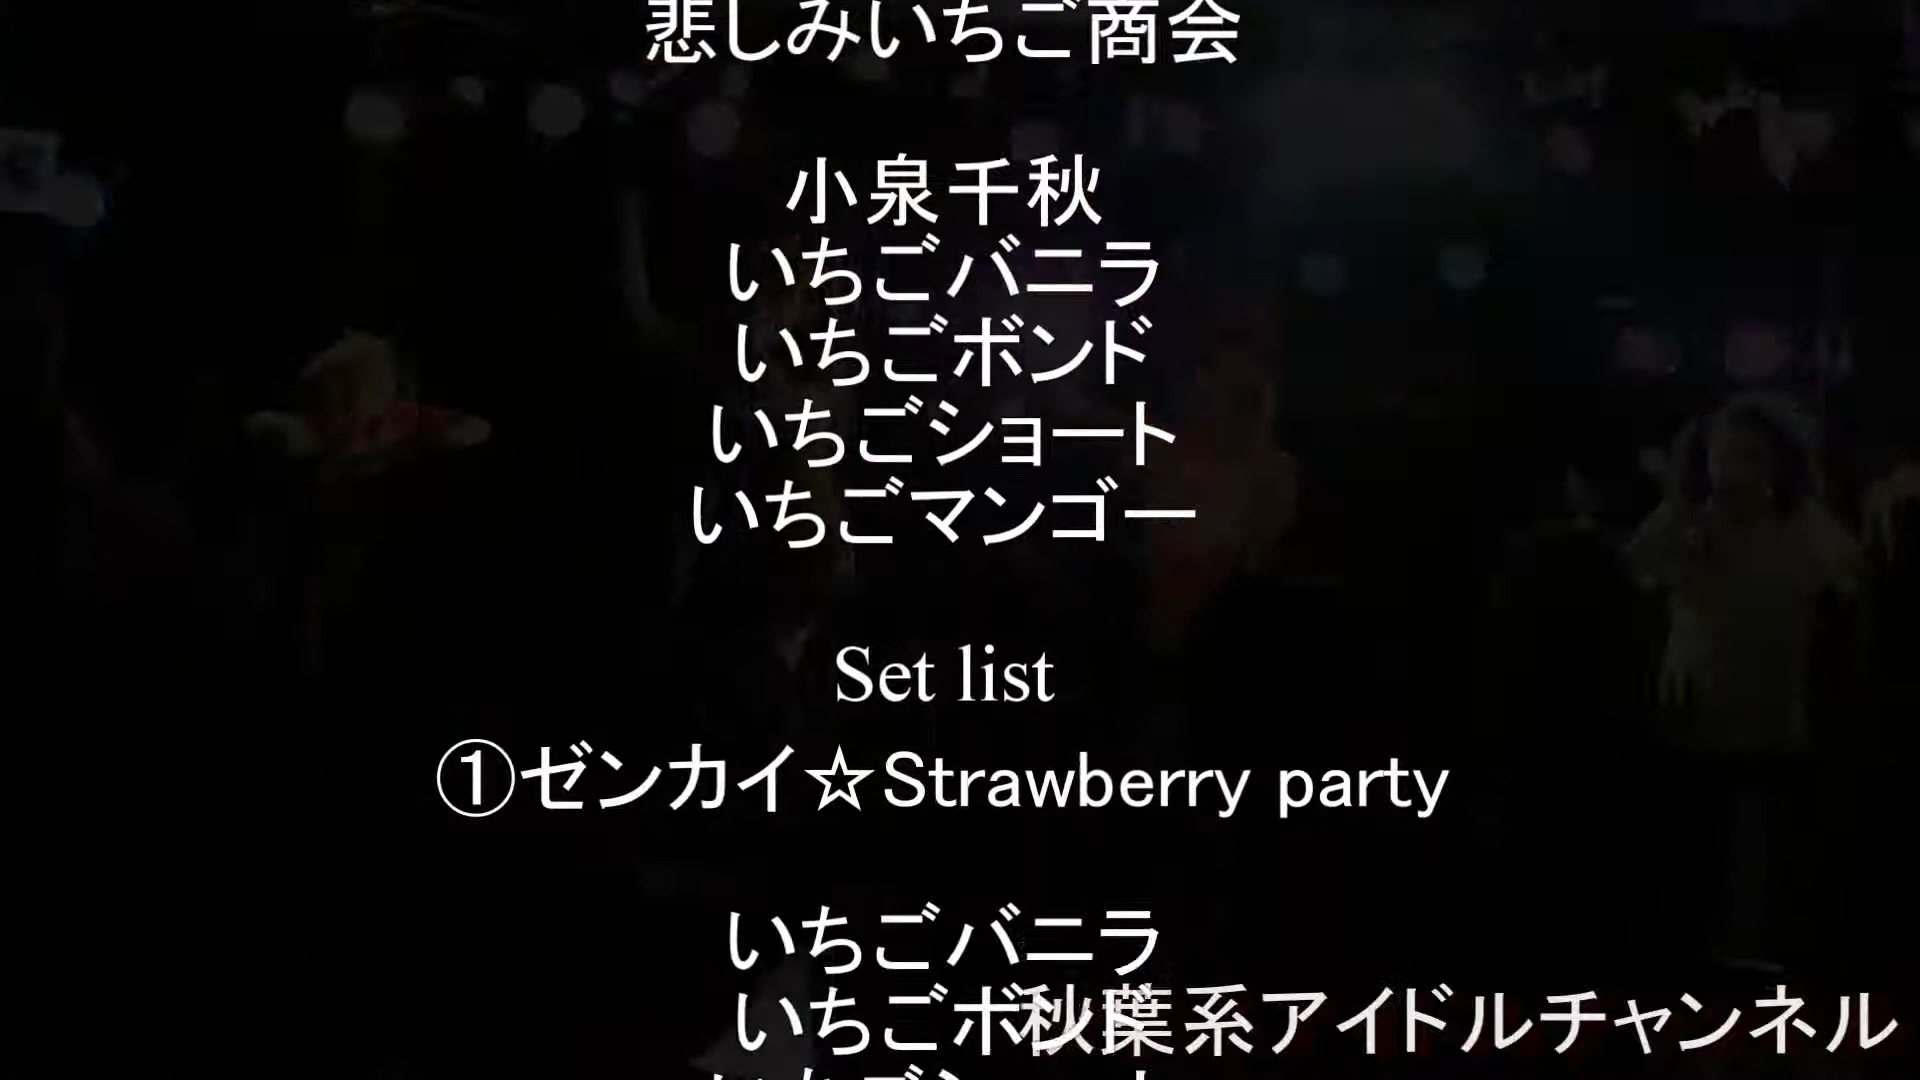 悲しみいちご商会
小泉千秋
いちごバニラ
いちごボンド
いちごショート
いちごマンゴー
Set list
①ゼンカイ☆Strawberry party
いちごバニラ
いちごボンド
秋葉系アイドルチャンネル